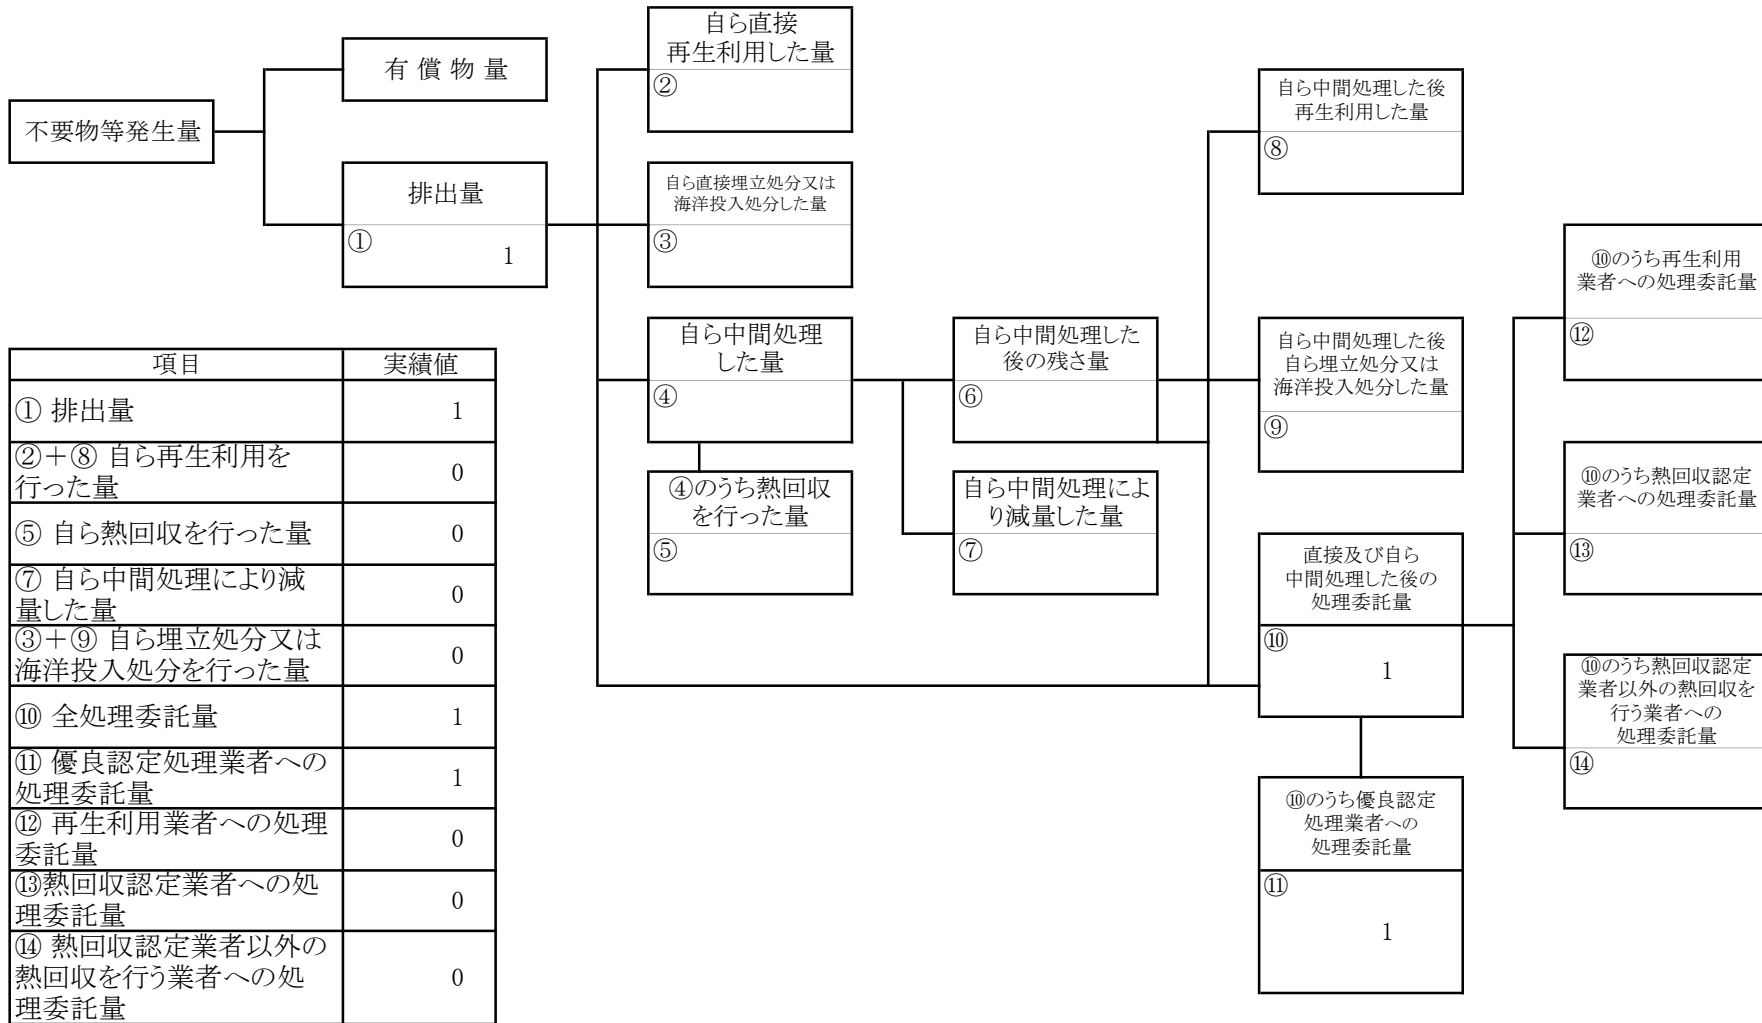 不要物等発生量
有 償 物 量
排出量
①
1
自ら直接
再生利用した量
②
自ら直接埋立処分又は
海洋投入処分した量
③
自ら中間処理
した量
④
④のうち熱回収
を行った量
⑤
自ら中間処理した
後の残さ量
⑥
自ら中間処理によ
り減量した量
⑦
自ら中間処理した後
再生利用した量
⑧
自ら中間処理した後
自ら埋立処分又は
海洋投入処分した量
⑨
直接及び自ら
中間処理した後の
処理委託量
⑩
1
⑩のうち優良認定
処理業者への
処理委託量
⑪
1
⑩のうち再生利用
業者への処理委託量
⑫
⑩のうち熱回収認定
業者への処理委託量
⑬
⑩のうち熱回収認定
業者以外の熱回収を
行う業者への
処理委託量
⑭
項目 実績値
① 排出量 1
②+⑧ 自ら再生利用を
行った量 0
⑤ 自ら熱回収を行った量 0
⑦ 自ら中間処理により減
量した量 0
③+⑨ 自ら埋立処分又は
海洋投入処分を行った量 0
⑩ 全処理委託量 1
⑪ 優良認定処理業者への
処理委託量 1
⑫ 再生利用業者への処理
委託量 0
⑬熱回収認定業者への処
理委託量 0
⑭ 熱回収認定業者以外の
熱回収を行う業者への処
理委託量 0